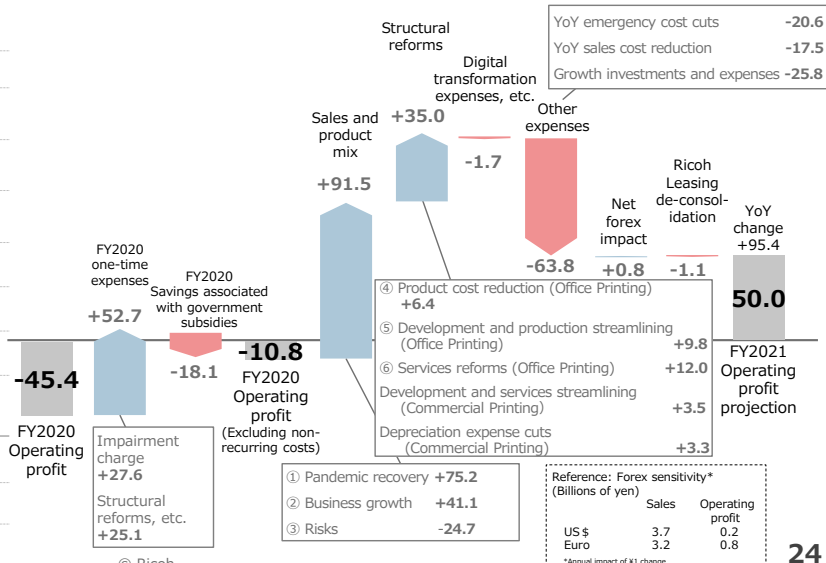 YoY emergency cost cuts -20.6
YoY sales cost reduction -17.5
Growth investments and expenses -25.8
Structural
reforms
+35.0
Digital
transformation
expenses, etc.
-1.7
Other
expenses
-63.8
Sales and
product
mix
+91.5
Net
forex
impact
+0.8
Ricoh
Leasing
de-consol-
idation
-1.1
YoY
change
+95.4
50.0
FY2021
Operating
profit
projection
FY2020
one-time
expenses
+52.7
FY2020
Savings associated
with government
subsidies
-18.1
-45.4
FY2020
Operating
profit
-10.8
FY2020
Operating
profit
(Excluding non-
recurring costs)
④ Product cost reduction (Office Printing)
+6.4
⑤ Development and production streamlining
(Office Printing) +9.8
⑥ Services reforms (Office Printing) +12.0
Development and services streamlining
(Commercial Printing) +3.5
Depreciation expense cuts
(Commercial Printing) +3.3
Impairment
charge
+27.6
Structural
reforms, etc.
+25.1
① Pandemic recovery +75.2
② Business growth +41.1
③ Risks -24.7
Reference: Forex sensitivity*
(Billions of yen)
Sales Operating
profit
US $ 3.7 0.2
Euro 3.2 0.8
*Annual impact of ¥1 change
© Ricoh
24